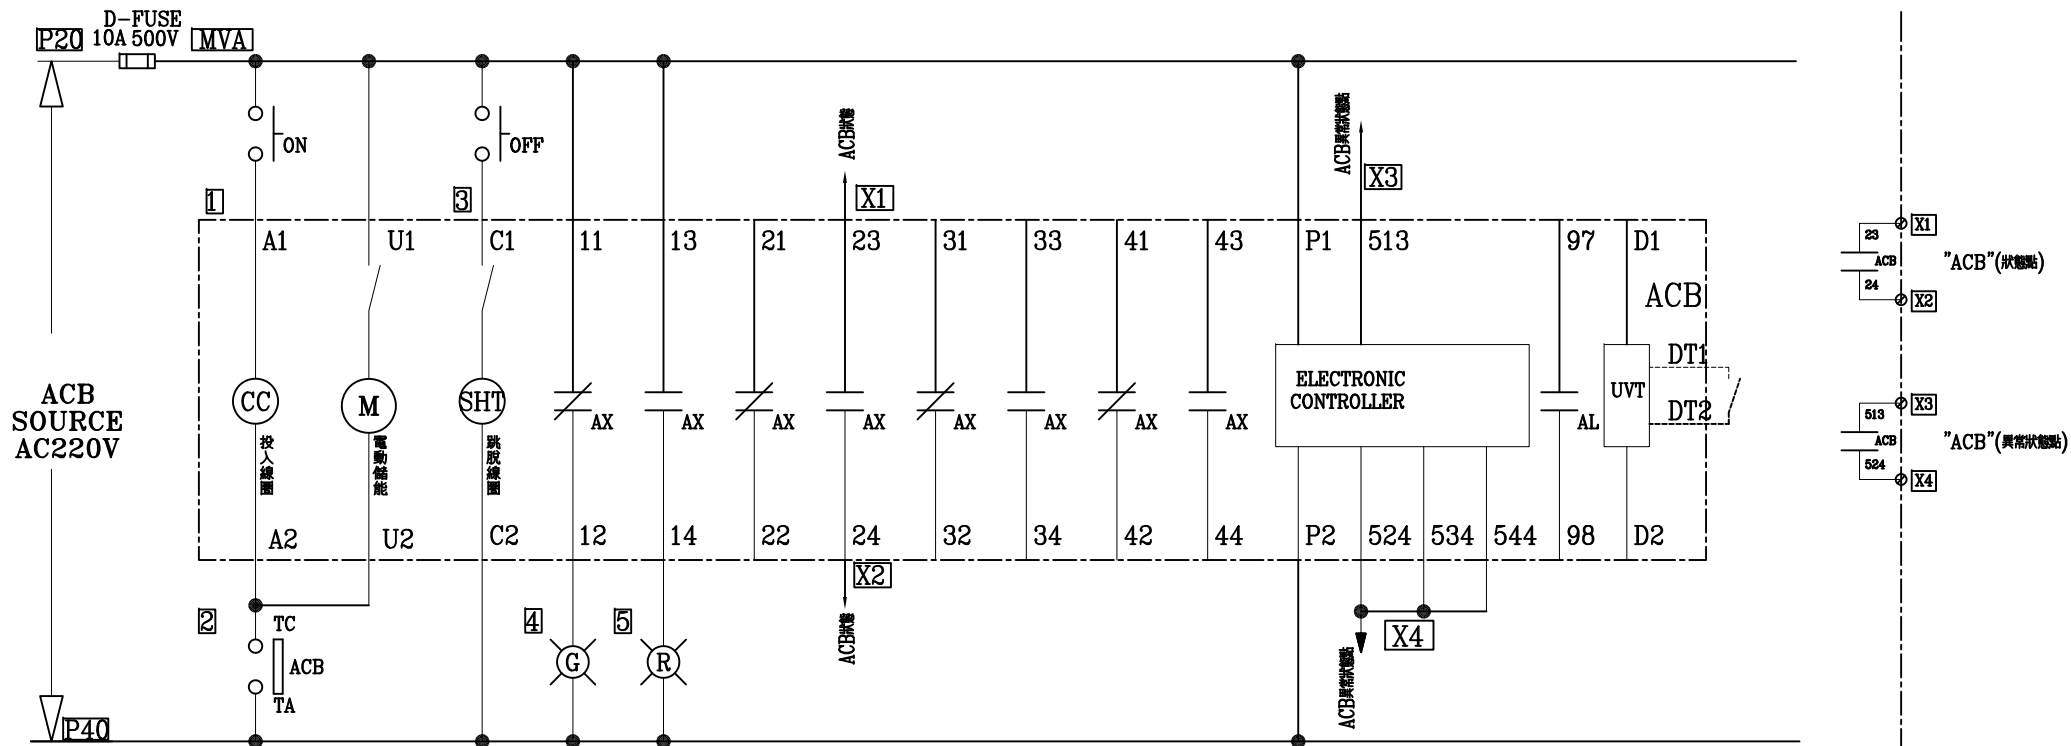 D-FUSE
P20 10A 500V MVA
ON
OFF
ACB狀態
ACB異常狀態點
1
3
X1
X3
A1 U1 C1 11 13 21 23 31 33 41 43 P1 513 97 D1
ACB
CC
M
SHT
AX
AX
AX
AX
AX
AX
AX
AX
ELECTRONIC
CONTROLLER
AL
UVT
DT1
DT2
投入線圈
電動儲能
跳脫線圈
ACB
SOURCE
AC220V
A2 U2 C2 12 14 22 24 32 34 42 44 P2 524 534 544 98 D2
X2
ACB狀態
X4
ACB異常狀態點
2
TC
ACB
TA
4
G
5
R
P40
23
ACB
24
X1
X2
"ACB"(狀態點)
513
ACB
524
X3
X4
"ACB"(異常狀態點)